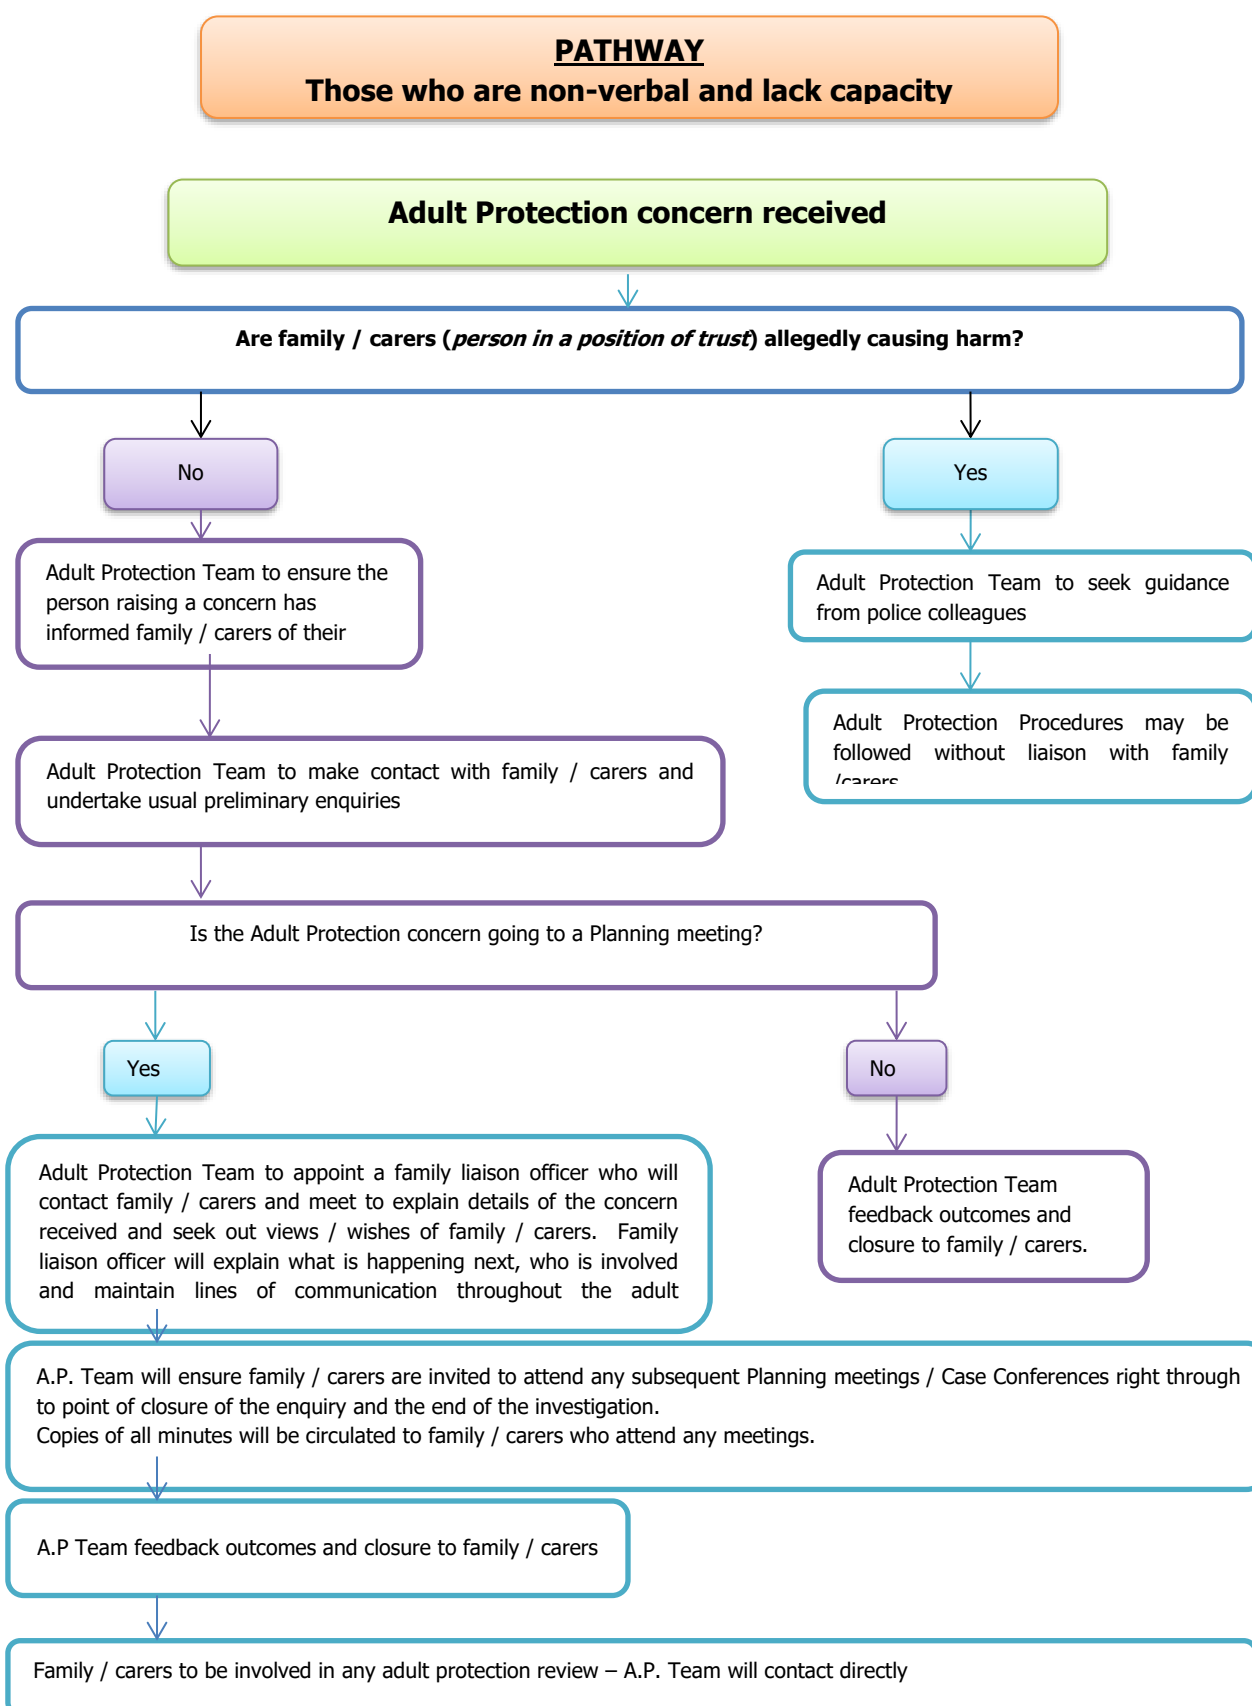 PATHWAY
Those who are non-verbal and lack capacity
Adult Protection concern received
Are family / carers (person in a position of trust) allegedly causing harm?
No
Yes
Adult Protection Team to ensure the
person raising a concern has
informed family / carers of their
Adult Protection Team to seek guidance
from police colleagues
Adult Protection Procedures may be
followed without liaison with family
/carers
Adult Protection Team to make contact with family / carers and
undertake usual preliminary enquiries
Is the Adult Protection concern going to a Planning meeting?
Yes
No
Adult Protection Team to appoint a family liaison officer who will
contact family / carers and meet to explain details of the concern
received and seek out views / wishes of family / carers. Family
liaison officer will explain what is happening next, who is involved
and maintain lines of communication throughout the adult
Adult Protection Team
feedback outcomes and
closure to family / carers.
A.P. Team will ensure family / carers are invited to attend any subsequent Planning meetings / Case Conferences right through
to point of closure of the enquiry and the end of the investigation.
Copies of all minutes will be circulated to family / carers who attend any meetings.
A.P Team feedback outcomes and closure to family / carers
Family / carers to be involved in any adult protection review – A.P. Team will contact directly